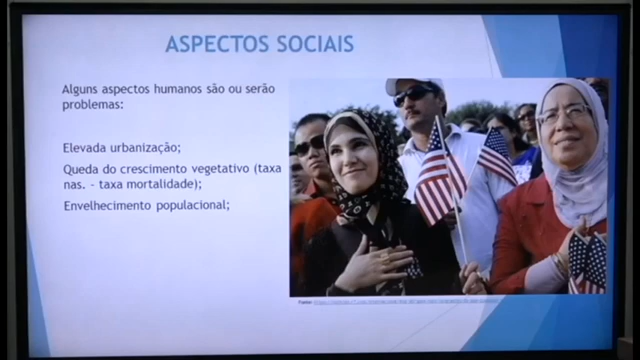 ASPECTOS SOCIAIS
Alguns aspectos humanos são ou serão
problemas:
Elevada urbanização;
Queda do crescimento vegetativo (taxa
nas. - taxa mortalidade);
Envelhecimento populacional;
Fonte: